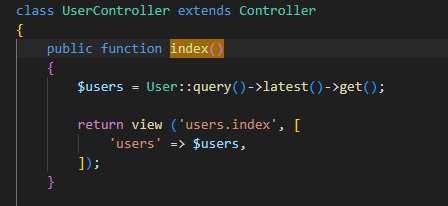 class UserController extends Controller
{
    public function index()
    {
        $users = User::query()->latest()->get();

        return view ('users.index', [
            'users' => $users,
        ]);
    }